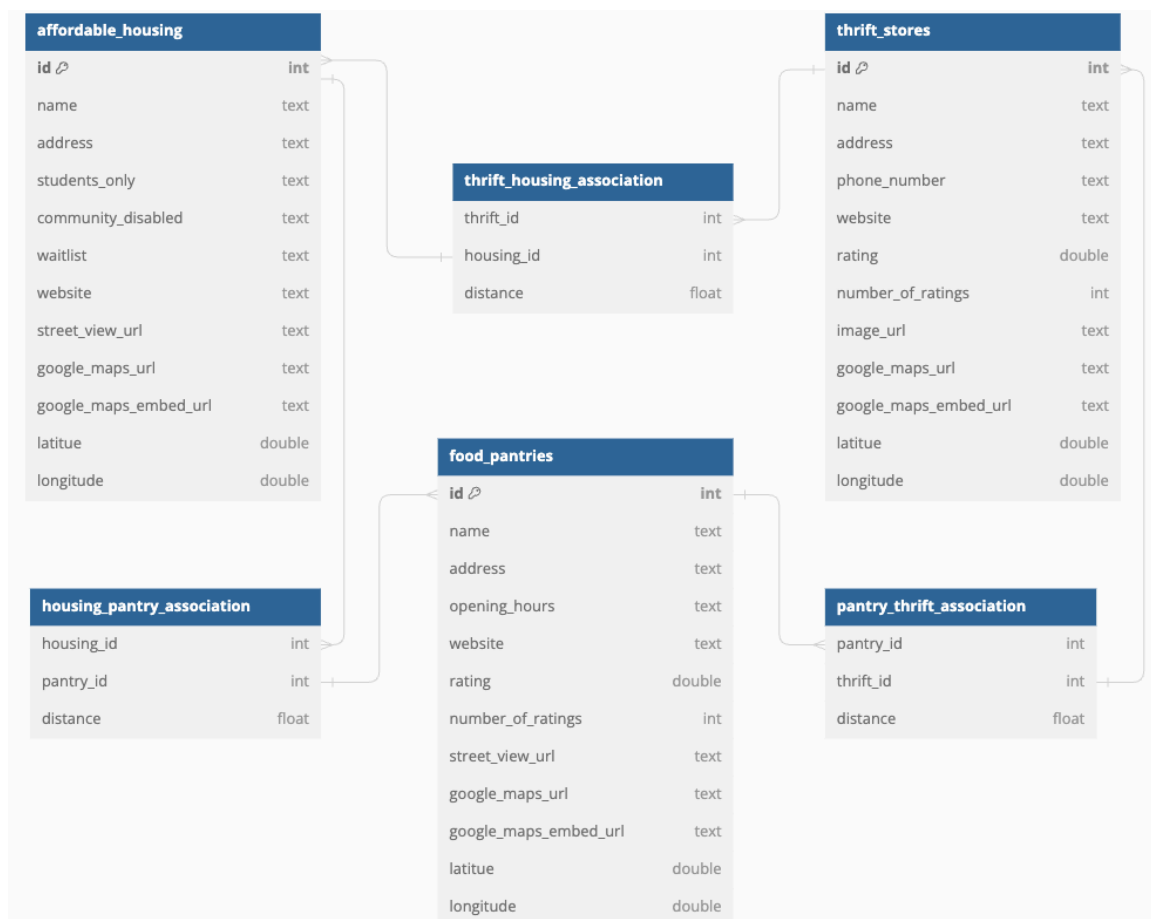 affordable_housing
id int
name text
address text
students_only text
community_disabled text
waitlist text
website text
street_view_url text
google_maps_url text
google_maps_embed_url text
latitue double
longitude double
thrift_housing_association
thrift_id int
housing_id int
distance float
thrift_stores
id int
name text
address text
phone_number text
website text
rating double
number_of_ratings int
image_url text
google_maps_url text
google_maps_embed_url text
latitue double
longitude double
housing_pantry_association
housing_id int
pantry_id int
distance float
food_pantries
id int
name text
address text
opening_hours text
website text
rating double
number_of_ratings int
street_view_url text
google_maps_url text
google_maps_embed_url text
latitue double
longitude double
pantry_thrift_association
pantry_id int
thrift_id int
distance float